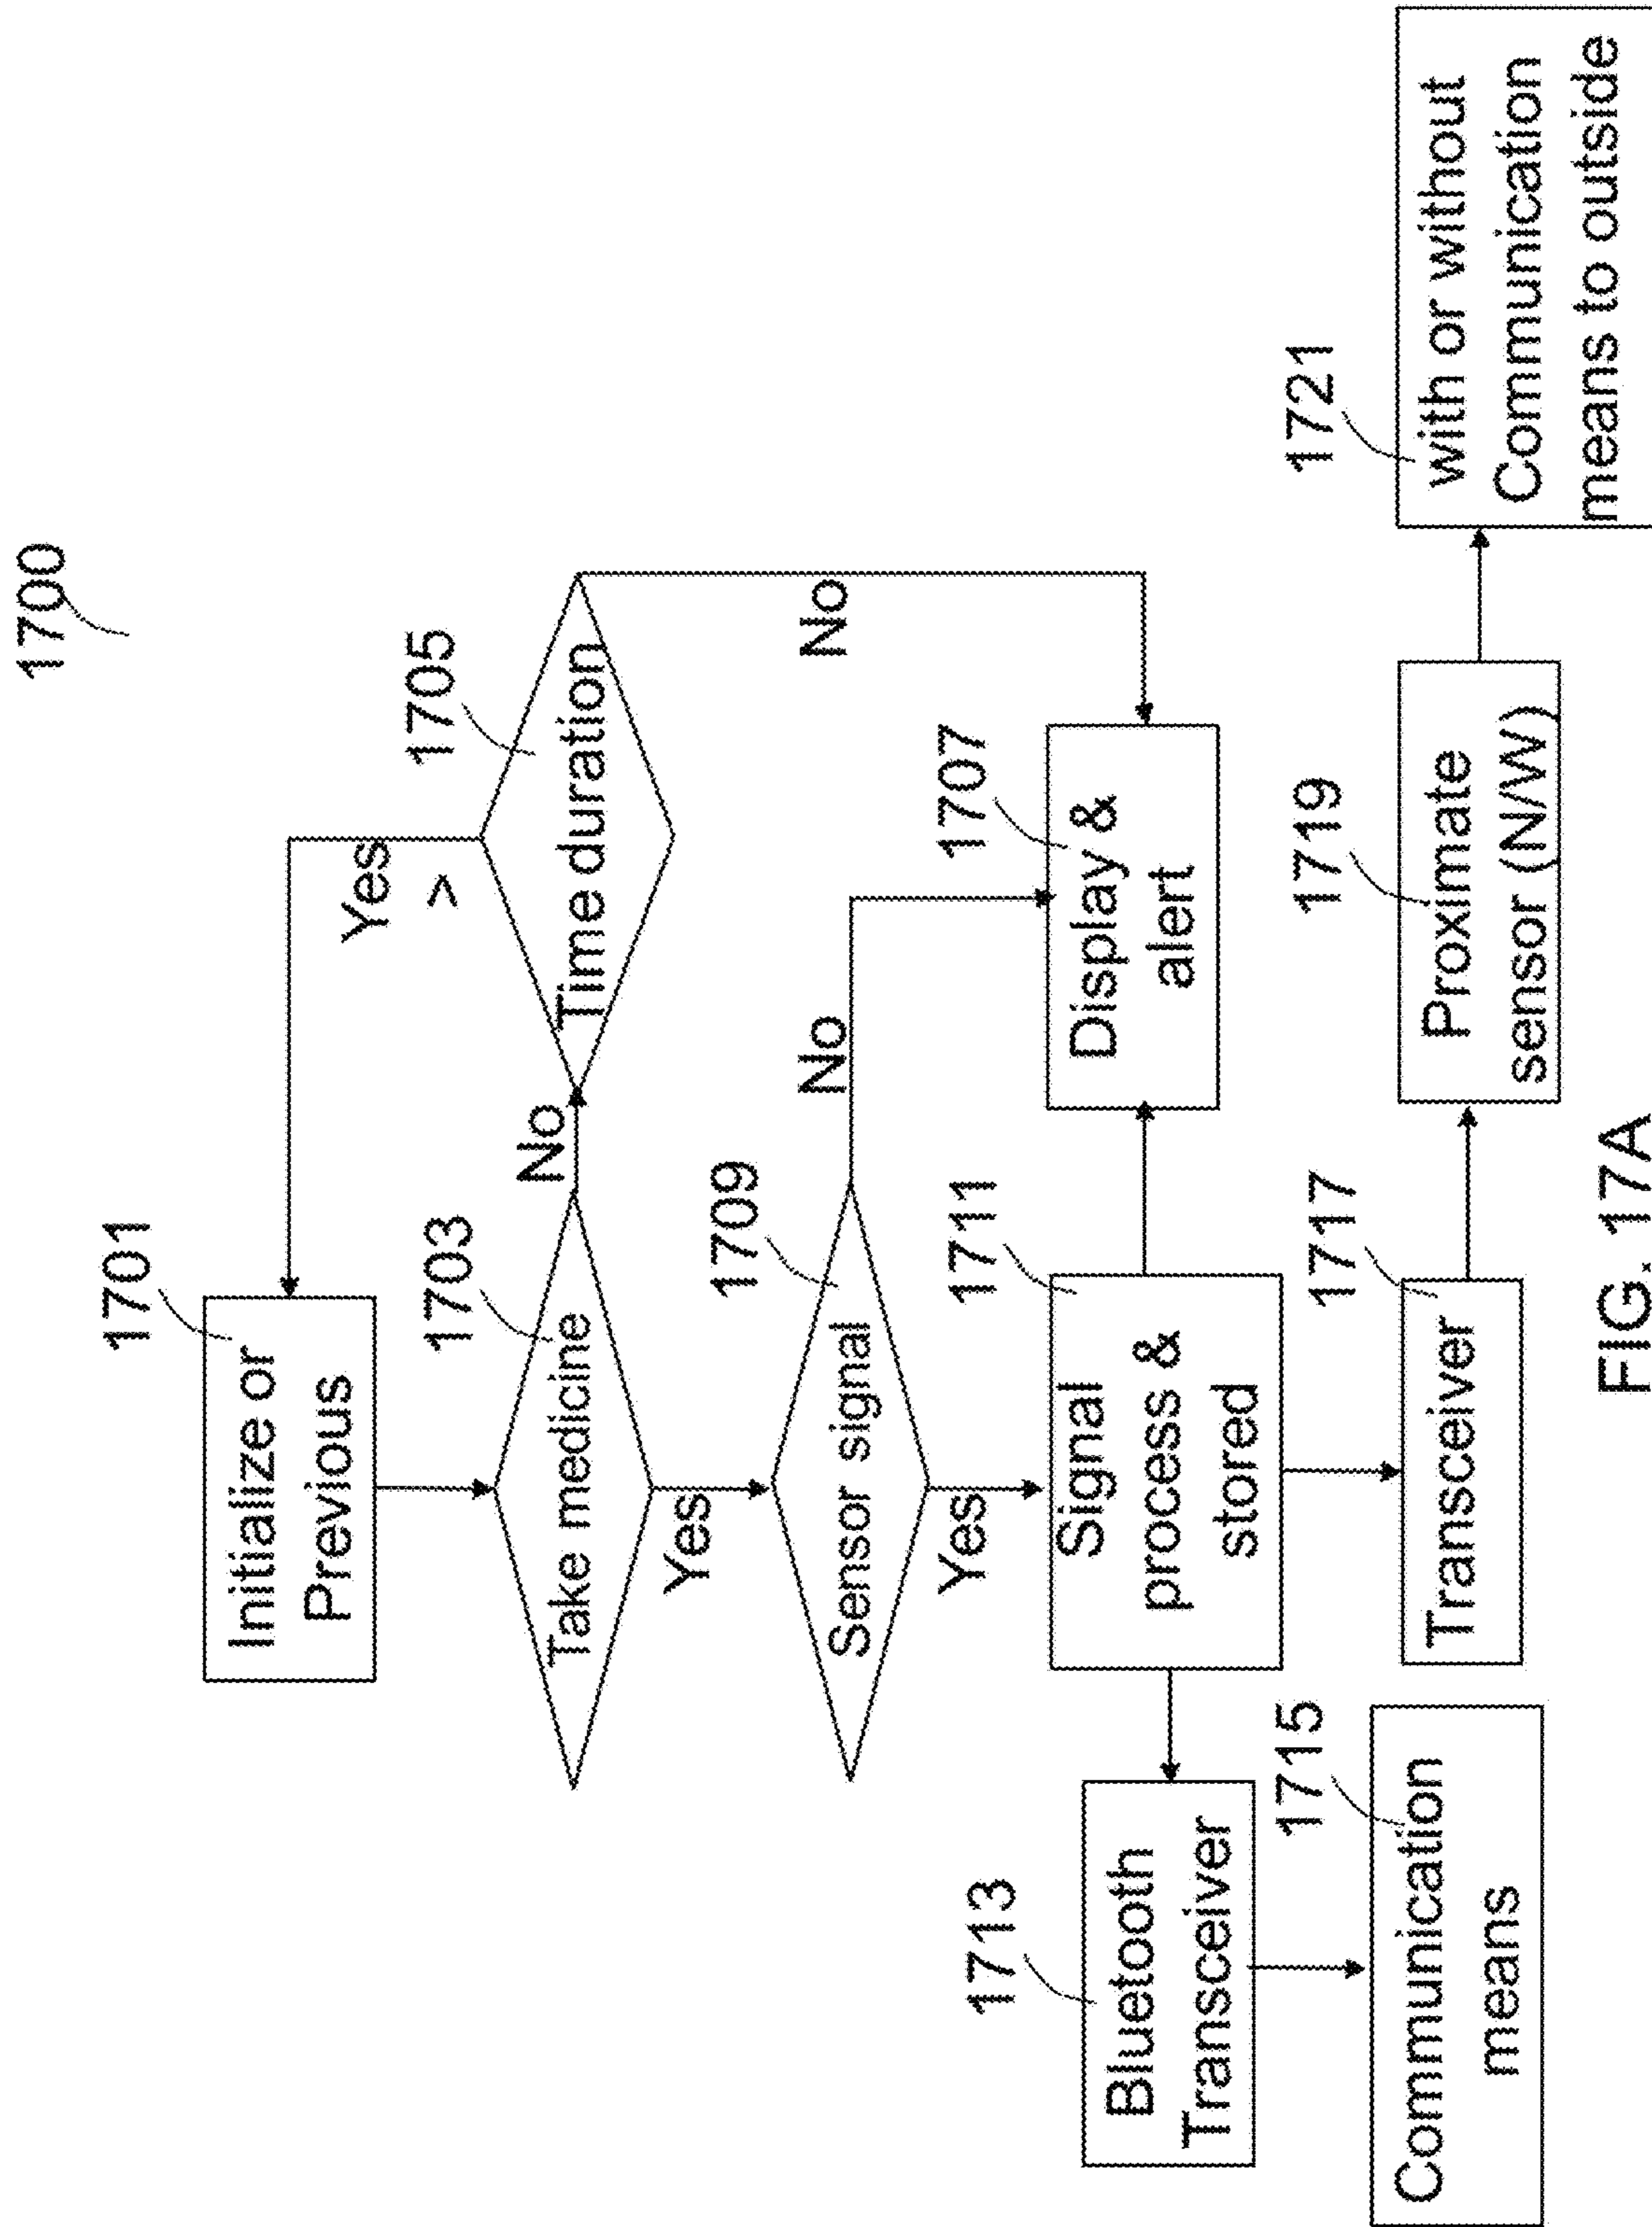 1700
1701
Initialize or
Previous
Yes
>
1703
Take medicine
No
1705
Time duration
No
Yes
1709
Sensor signal
No
Yes
1707
Display &
alert
1711
Signal
process &
stored
1713
Bluetooth
Transceiver
1715
Communication
means
1717
Transceiver
1719
Proximate
sensor (N/W)
1721
with or without
Communication
means to outside
FIG. 17A